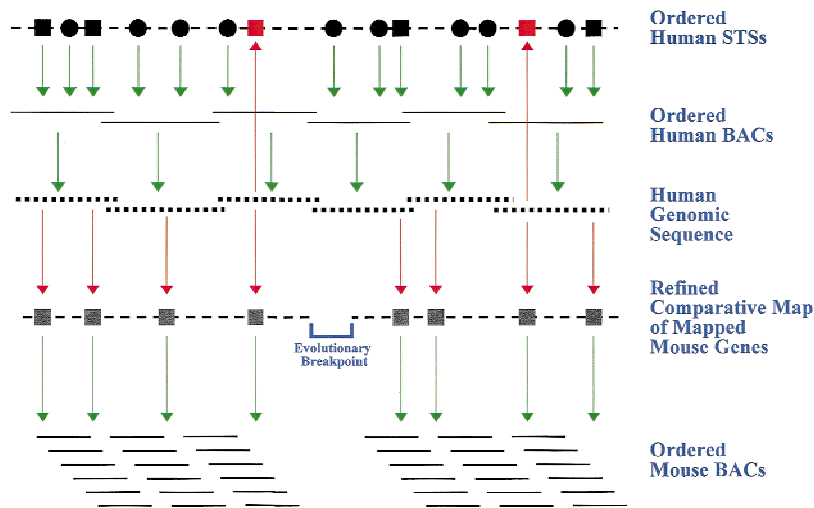 Ordered
Human STSs
Ordered
Human BACs
Human
Genomic
Sequence
Refined
Comparative Map
of Mapped
Mouse Genes
Evolutionary
Breakpoint
Ordered
Mouse BACs